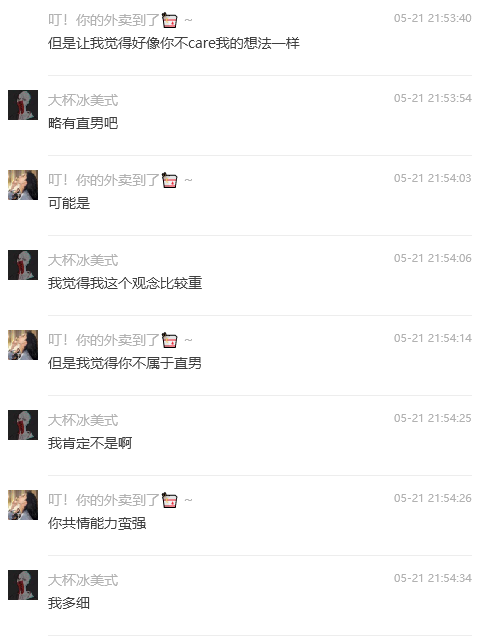 叮！你的外卖到了🥡 ~ 05-21 21:53:40
但是让我觉得好像你不care我的想法一样
大杯冰美式 05-21 21:53:54
略有直男吧
叮！你的外卖到了🥡 ~ 05-21 21:54:03
可能是
大杯冰美式 05-21 21:54:06
我觉得我这个观念比较重
叮！你的外卖到了🥡 ~ 05-21 21:54:14
但是我觉得你不属于直男
大杯冰美式 05-21 21:54:25
我肯定不是啊
叮！你的外卖到了🥡 ~ 05-21 21:54:26
你共情能力蛮强
大杯冰美式 05-21 21:54:34
我多细